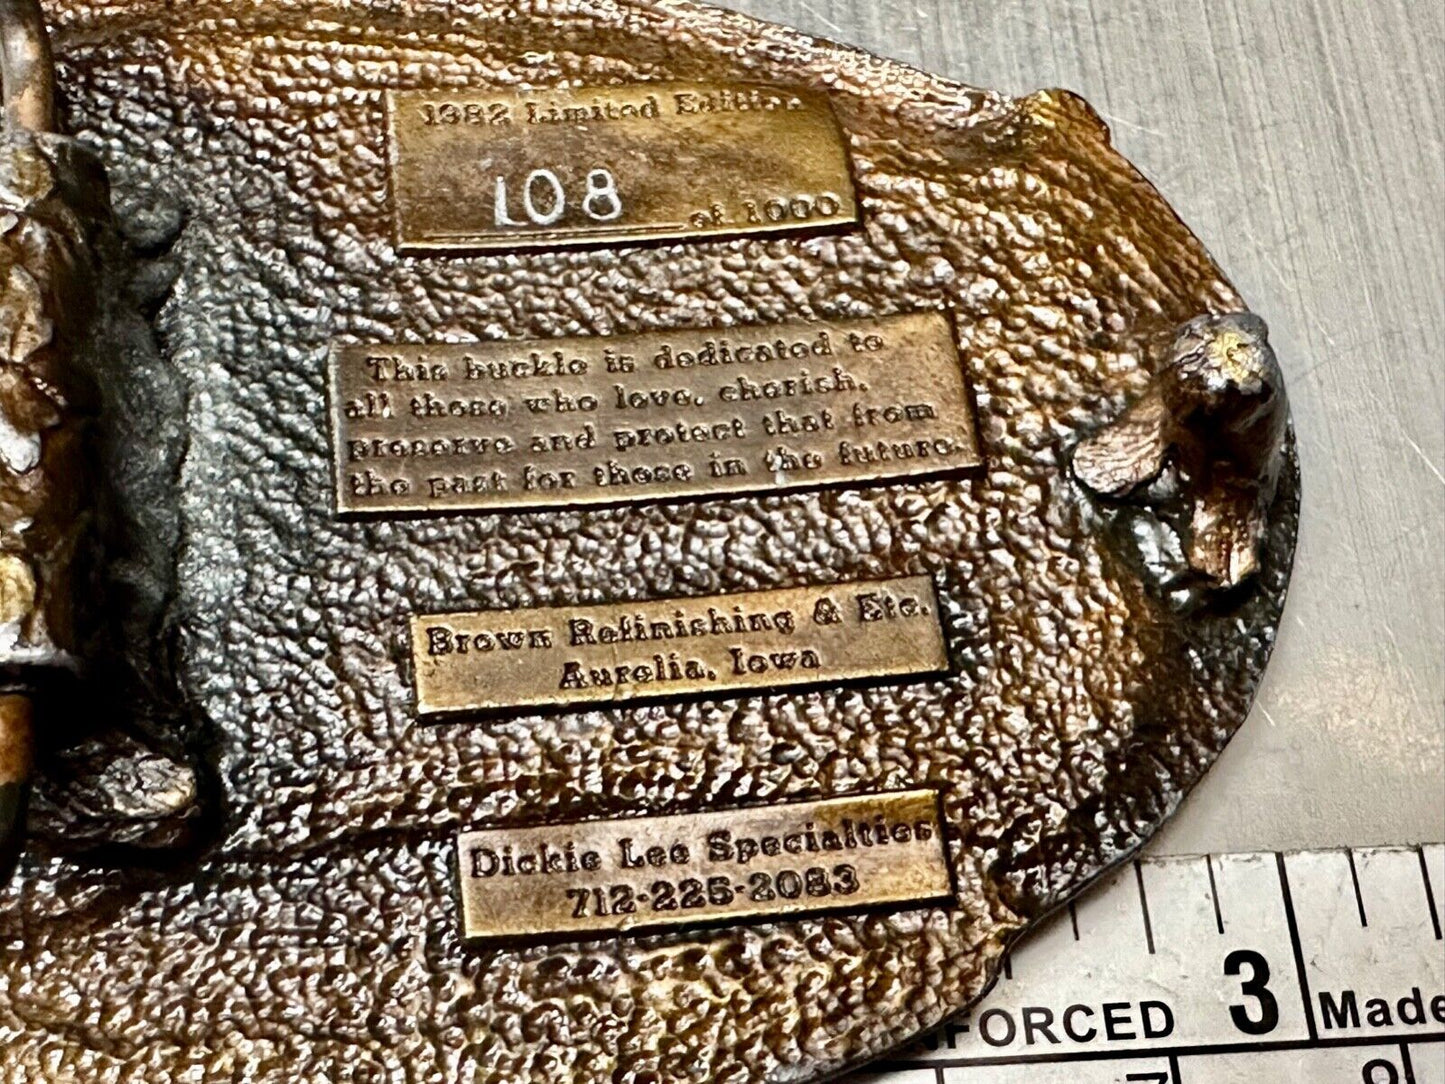 1982 Limited Edition
108 of 1000
This buckle is dedicated to
all those who love, cherish,
preserve and protect that from
the past for those in the future.
Brown Refinishing & Etc.
Aurelia, Iowa
Dickie Lee Specialties
712-225-2083
FORCED 3 Made